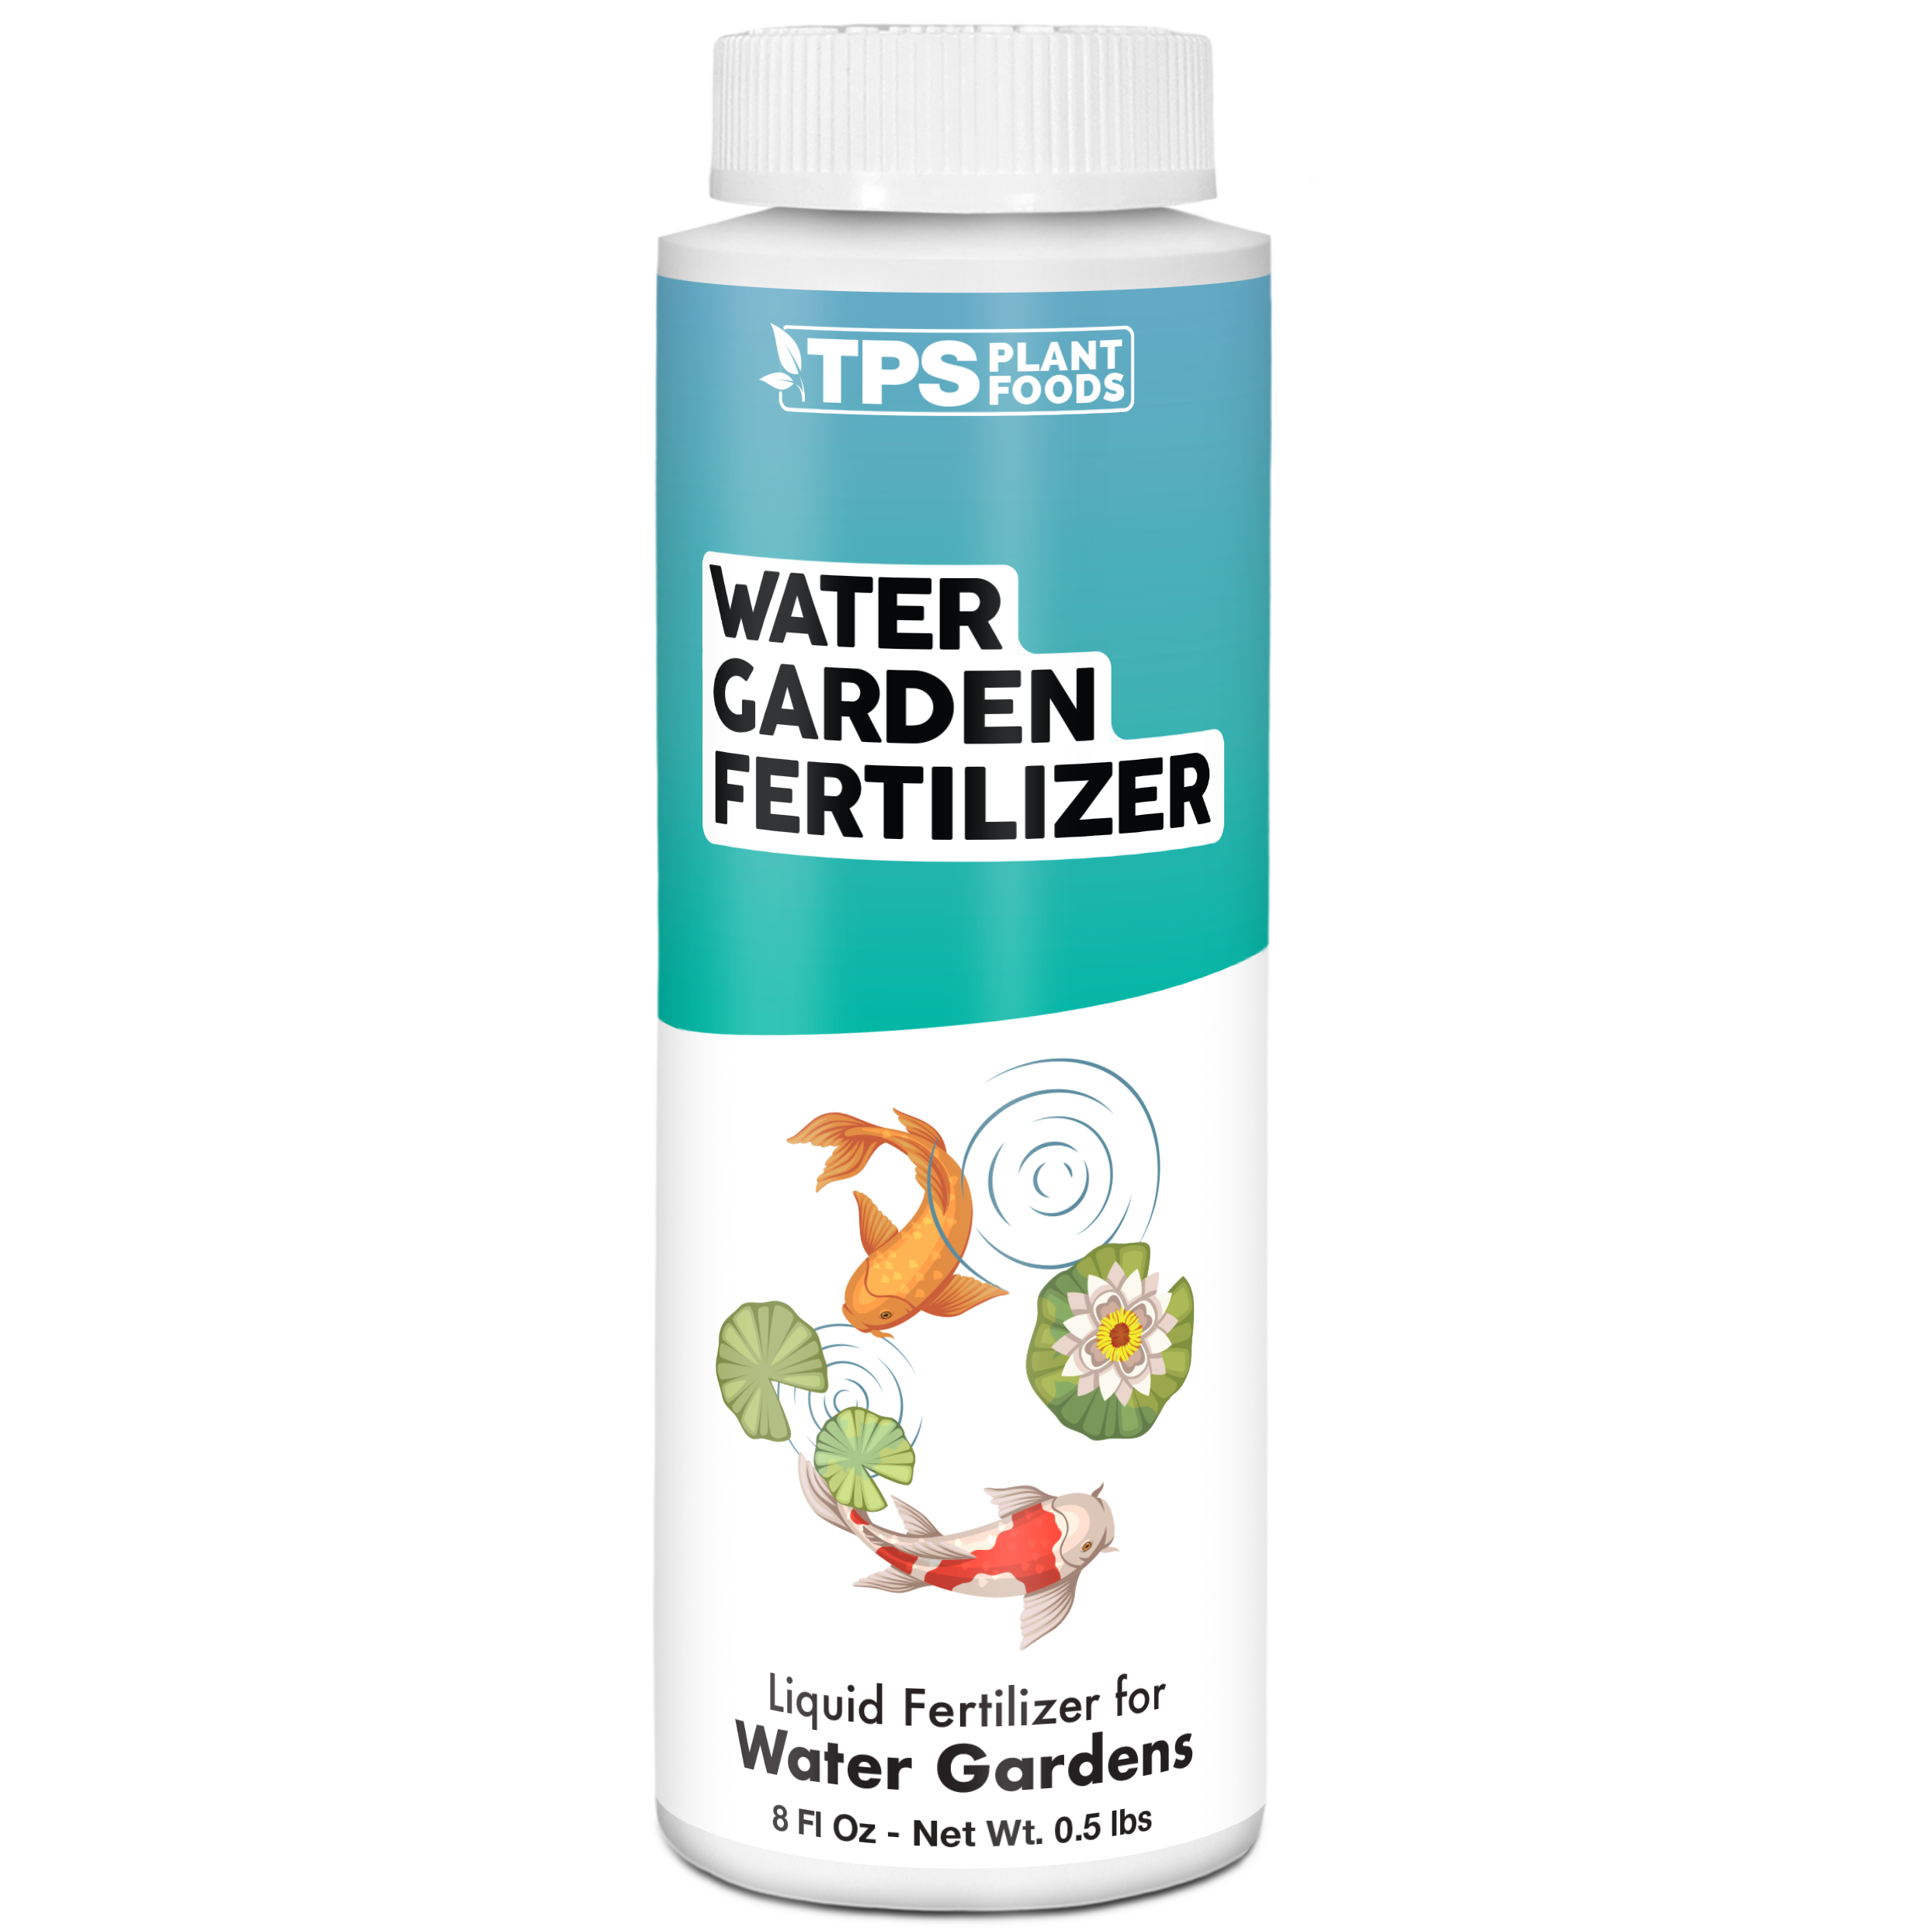 TPS PLANT FOODS
WATER
GARDEN
FERTILIZER
Liquid Fertilizer for
Water Gardens
8 Fl Oz - Net Wt. 0.5 lbs